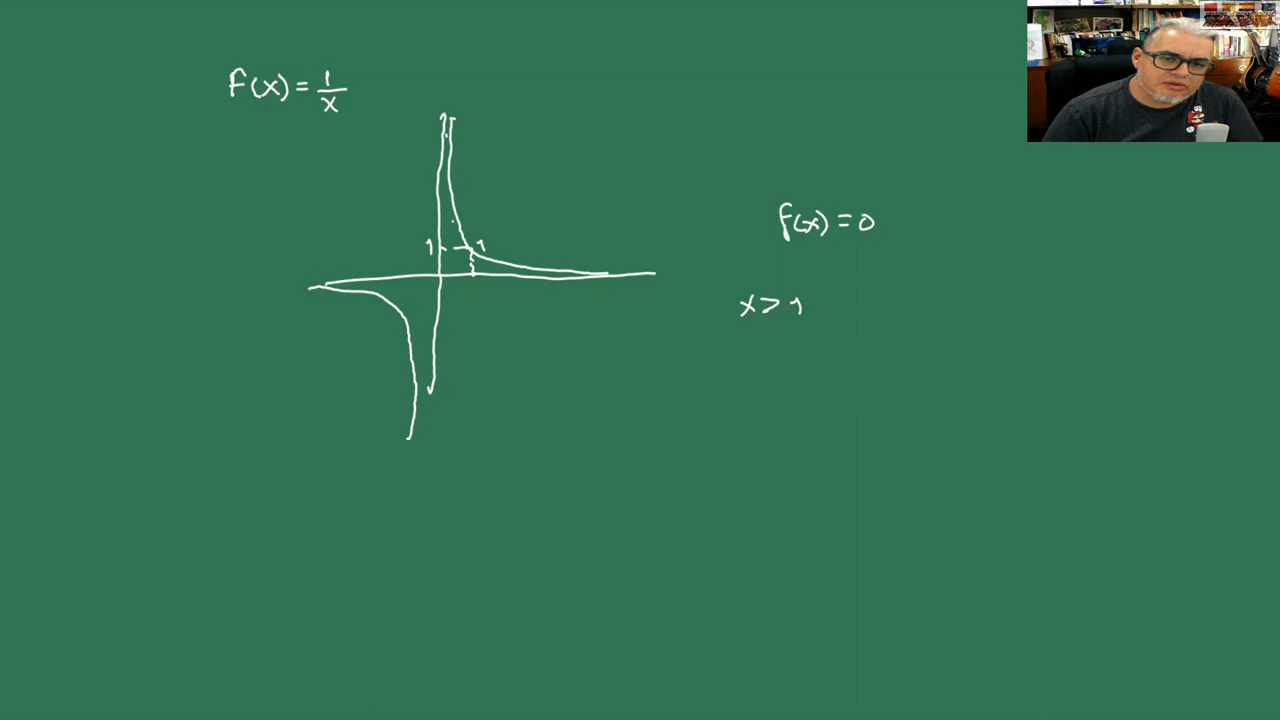 f(x) = 1/x
1 1
f(x) = 0
x > 1